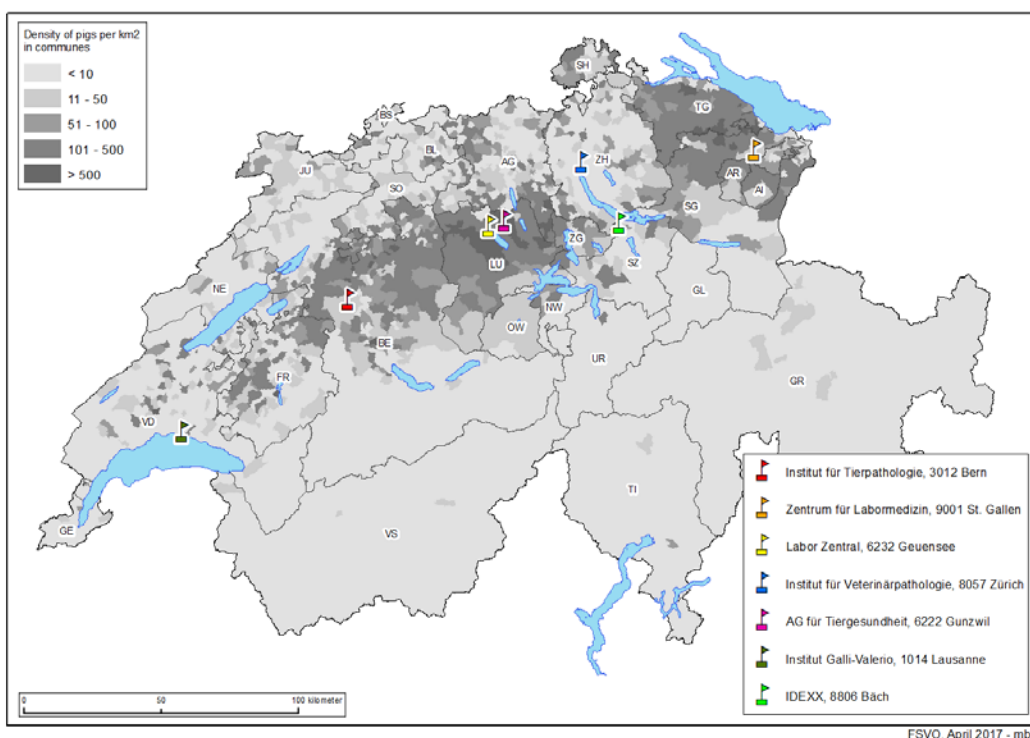 Density of pigs per km2
in communes
< 10
11 - 50
51 - 100
101 - 500
> 500
SH
TG
BS
BL
AG
ZH
JU
SO
AR
AI
SG
ZG
LU
SZ
NE
NW
GL
OW
BE
UR
FR
GR
VD
TI
VS
GE
Institut für Tierpathologie, 3012 Bern
Zentrum für Labormedizin, 9001 St. Gallen
Labor Zentral, 6232 Geuensee
Institut für Veterinärpathologie, 8057 Zürich
AG für Tiergesundheit, 6222 Gunzwil
Institut Galli-Valerio, 1014 Lausanne
IDEXX, 8806 Bäch
0 50 100 kilometer
FSVO, April 2017 - mb